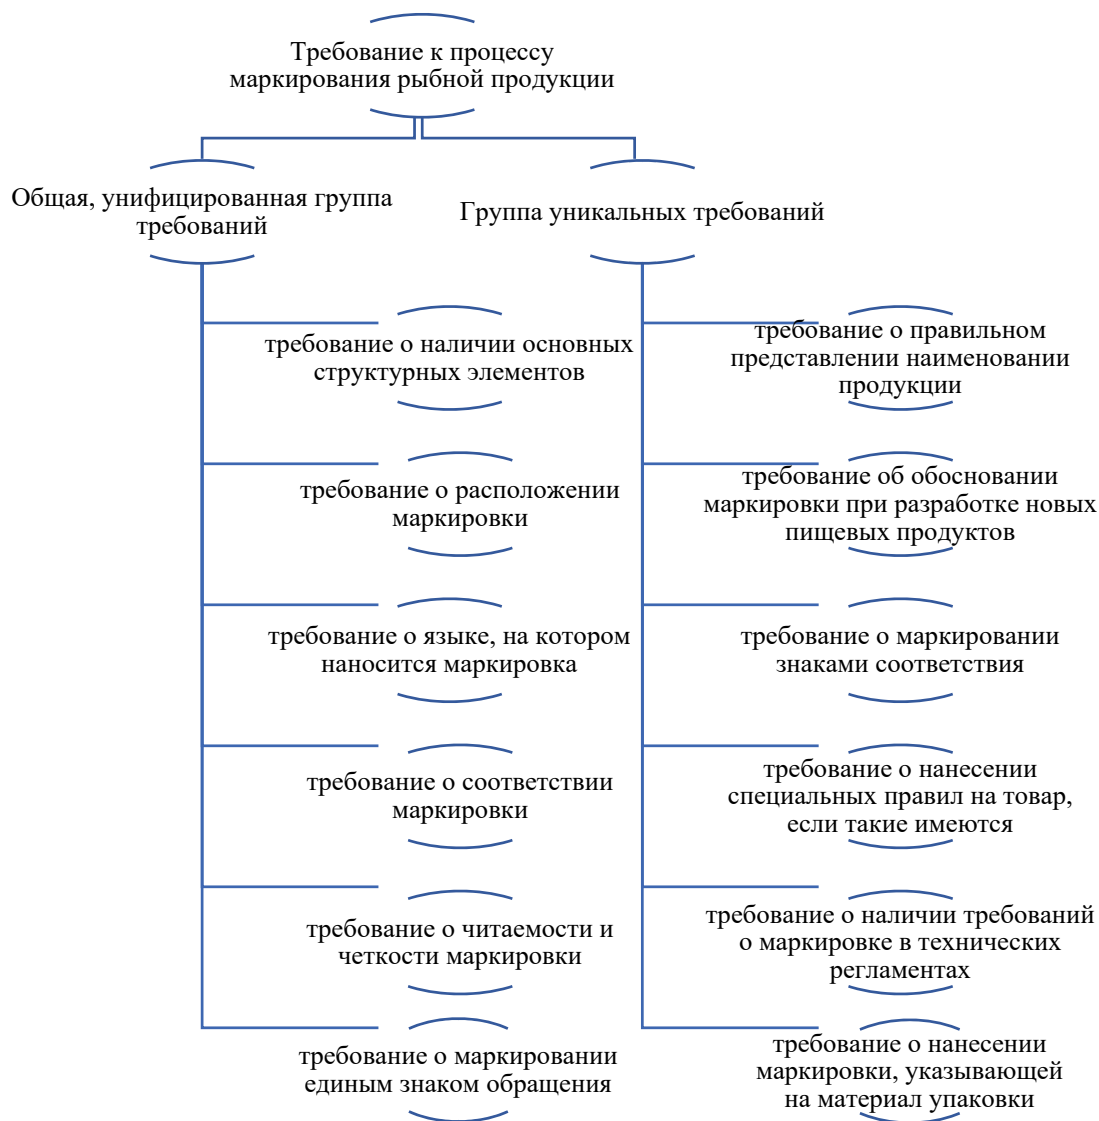 Требование к процессу
маркирования рыбной продукции
Общая, унифицированная группа
требований
Группа уникальных требований
требование о наличии основных
структурных элементов
требование о расположении
маркировки
требование о языке, на котором
наносится маркировка
требование о соответствии
маркировки
требование о читаемости и
четкости маркировки
требование о маркировании
единым знаком обращения
требование о правильном
представлении наименовании
продукции
требование об обосновании
маркировки при разработке новых
пищевых продуктов
требование о маркировании
знаками соответствия
требование о нанесении
специальных правил на товар,
если такие имеются
требование о наличии требований
о маркировке в технических
регламентах
требование о нанесении
маркировки, указывающей
на материал упаковки